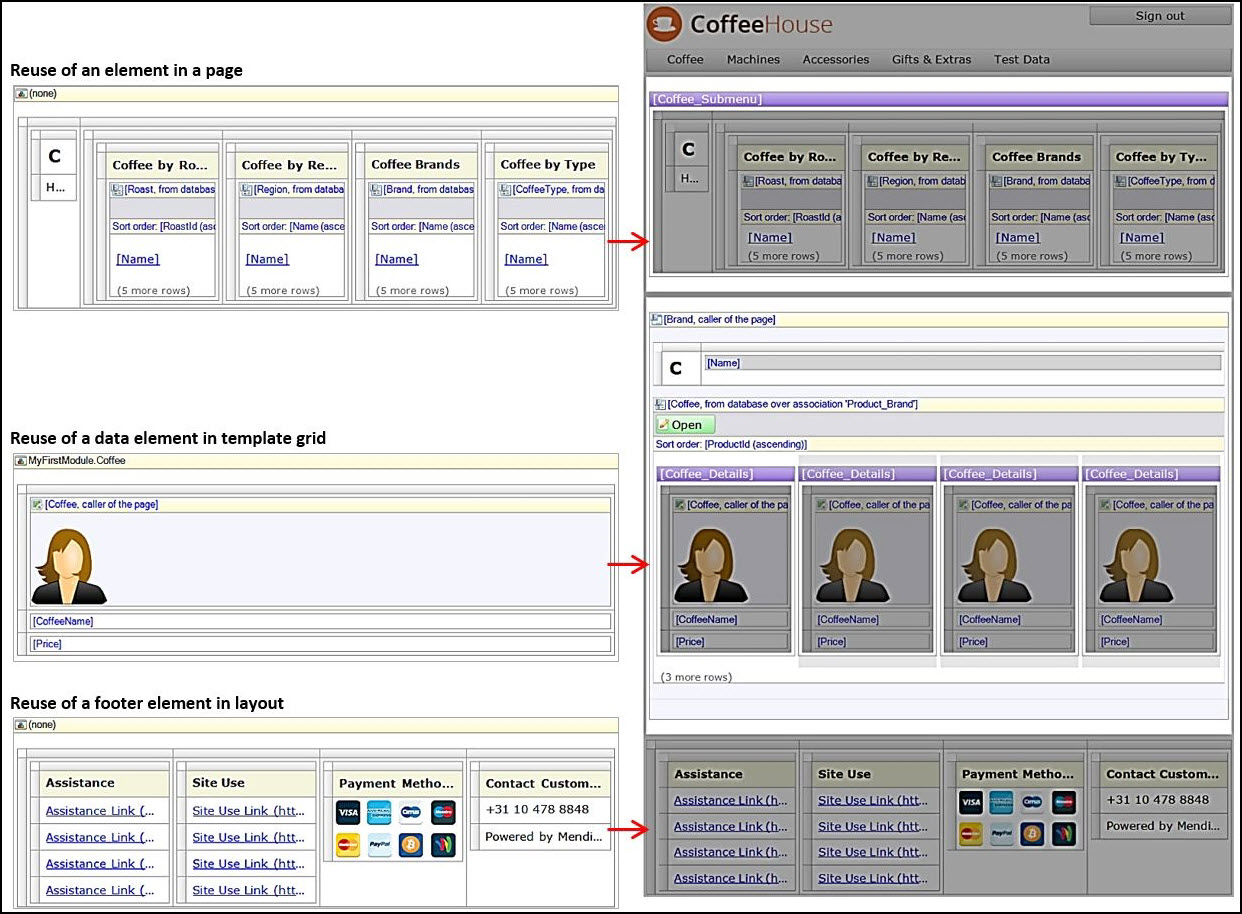 Reuse of an element in a page
(none)
C
H...
Coffee by Ro...
[Roast, from databas
Sort order: [RoastId (asc
[Name]
(5 more rows)
Coffee by Re...
[Region, from databa
Sort order: [Name (asce
[Name]
(5 more rows)
Coffee Brands
[Brand, from databas
Sort order: [Name (asce
[Name]
(5 more rows)
Coffee by Type
[CoffeeType, from da
Sort order: [Name (asce
[Name]
(5 more rows)
Reuse of a data element in template grid
MyFirstModule.Coffee
[Coffee, caller of the page]
[CoffeeName]
[Price]
Reuse of a footer element in layout
(none)
Assistance
Assistance Link (...
Assistance Link (...
Assistance Link (...
Assistance Link (...
Site Use
Site Use Link (htt...
Site Use Link (htt...
Site Use Link (htt...
Site Use Link (htt...
Payment Metho...
VISA
PayPal
Contact Custom...
+31 10 478 8848
Powered by Mendi...
CoffeeHouse
Sign out
Coffee Machines Accessories Gifts & Extras Test Data
[Coffee_Submenu]
C
H...
Coffee by Ro...
[Roast, from databa
Sort order: [RoastId (a
[Name]
(5 more rows)
Coffee by Re...
[Region, from datab
Sort order: [Name (asc
[Name]
(5 more rows)
Coffee Brands
[Brand, from databa
Sort order: [Name (asc
[Name]
(5 more rows)
Coffee by Ty...
[CoffeeType, from d
Sort order: [Name (asc
[Name]
(5 more rows)
[Brand, caller of the page]
C
[Name]
[Coffee, from database over association 'Product_Brand']
Open
Sort order: [ProductId (ascending)]
[Coffee_Details]
[Coffee, caller of the pa
[CoffeeName]
[Price]
[Coffee_Details]
[Coffee, caller of the pa
[CoffeeName]
[Price]
[Coffee_Details]
[Coffee, caller of the pa
[CoffeeName]
[Price]
[Coffee_Details]
[Coffee, caller of the pa
[CoffeeName]
[Price]
(3 more rows)
Assistance
Assistance Link (h...
Assistance Link (h...
Assistance Link (h...
Assistance Link (h...
Site Use
Site Use Link (htt...
Site Use Link (htt...
Site Use Link (htt...
Site Use Link (htt...
Payment Metho...
VISA
PayPal
Contact Custom...
+31 10 478 8848
Powered by Mendi...